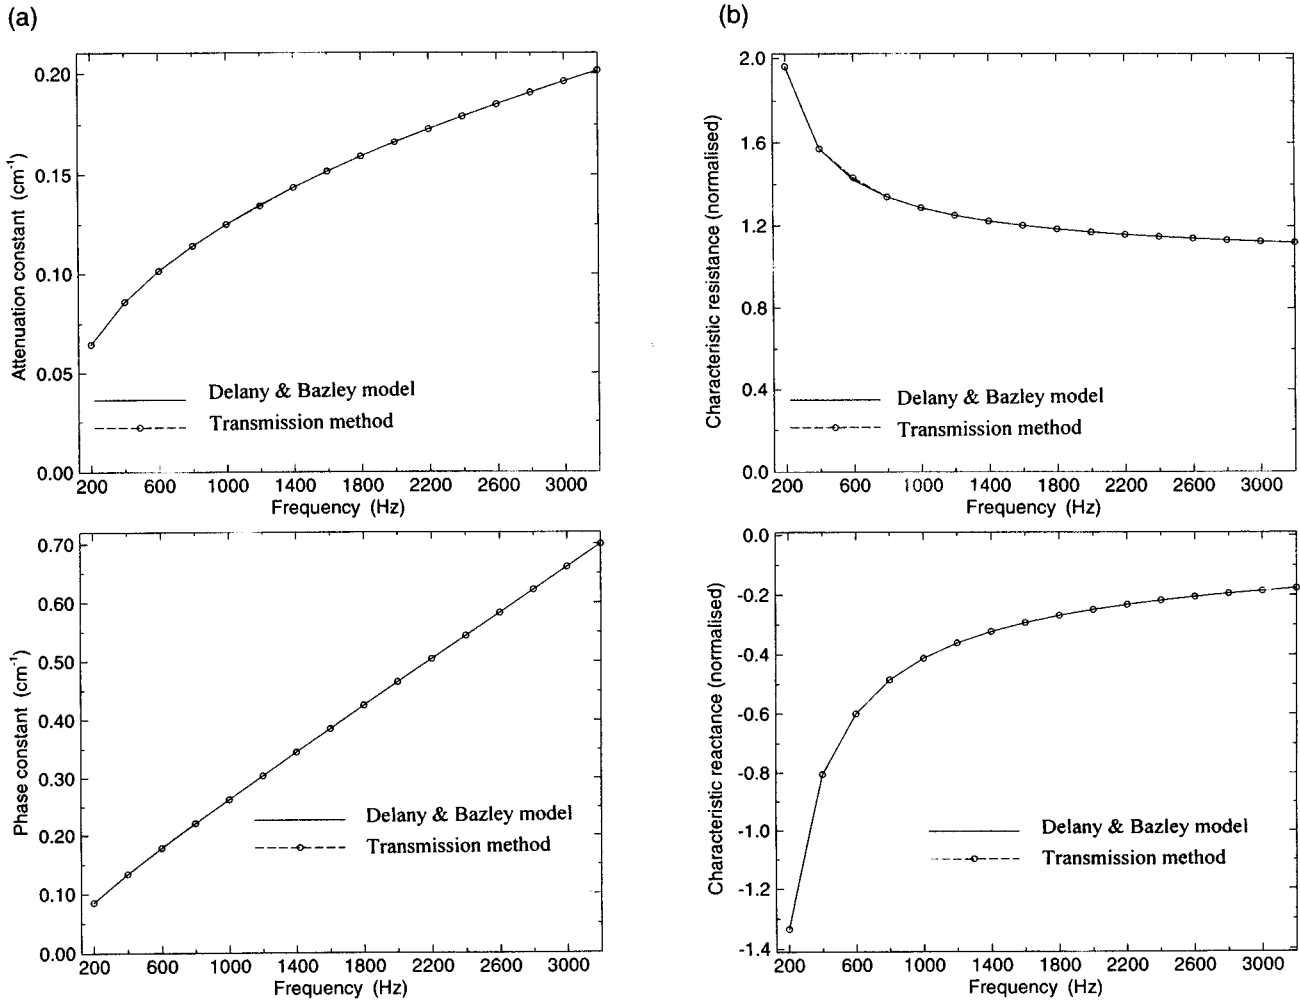 (a)
0.20
0.15
0.10
0.05
0.00
Attenuation constant (cm-1)
Delany & Bazley model
Transmission method
200 600 1000 1400 1800 2200 2600 3000
Frequency (Hz)
(b)
2.0
1.6
1.2
0.8
0.4
0.0
Characteristic resistance (normalised)
Delany & Bazley model
Transmission method
200 600 1000 1400 1800 2200 2600 3000
Frequency (Hz)
0.70
0.60
0.50
0.40
0.30
0.20
0.10
0.00
Phase constant (cm-1)
Delany & Bazley model
Transmission method
200 600 1000 1400 1800 2200 2600 3000
Frequency (Hz)
-0.0
-0.2
-0.4
-0.6
-0.8
-1.0
-1.2
-1.4
Characteristic reactance (normalised)
Delany & Bazley model
Transmission method
200 600 1000 1400 1800 2200 2600 3000
Frequency (Hz)